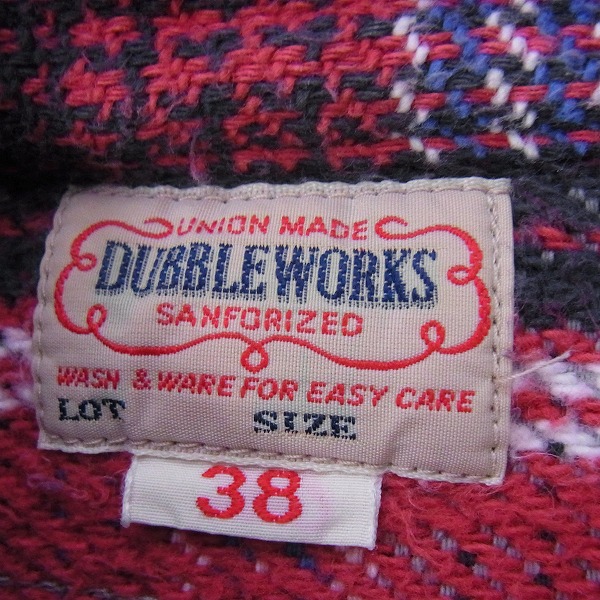 UNION MADE
DUBBLEWORKS
SANFORIZED
WASH & WARE FOR EASY CARE
LOT SIZE
38